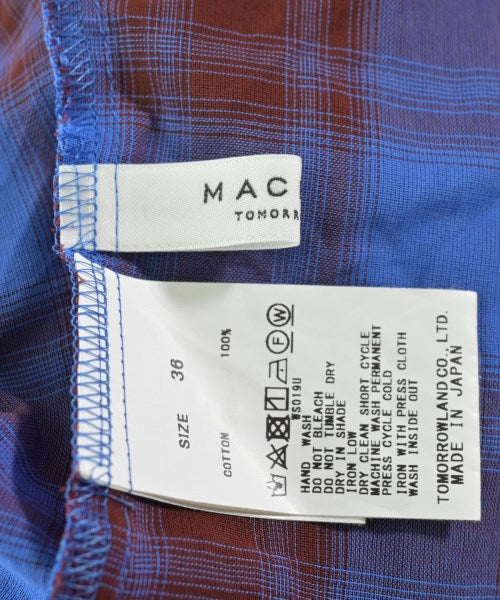 MAC
TOMORR
SIZE 36
COTTON 100%
WS019U
HAND WASH
DO NOT BLEACH
DO NOT TUMBLE DRY
DRY IN SHADE
IRON LOW
DRY CLEAN SHORT CYCLE
MACHINE WASH PERMANENT
PRESS CYCLE COLD
IRON WITH PRESS CLOTH
WASH INSIDE OUT
TOMORROWLAND CO., LTD.
MADE IN JAPAN